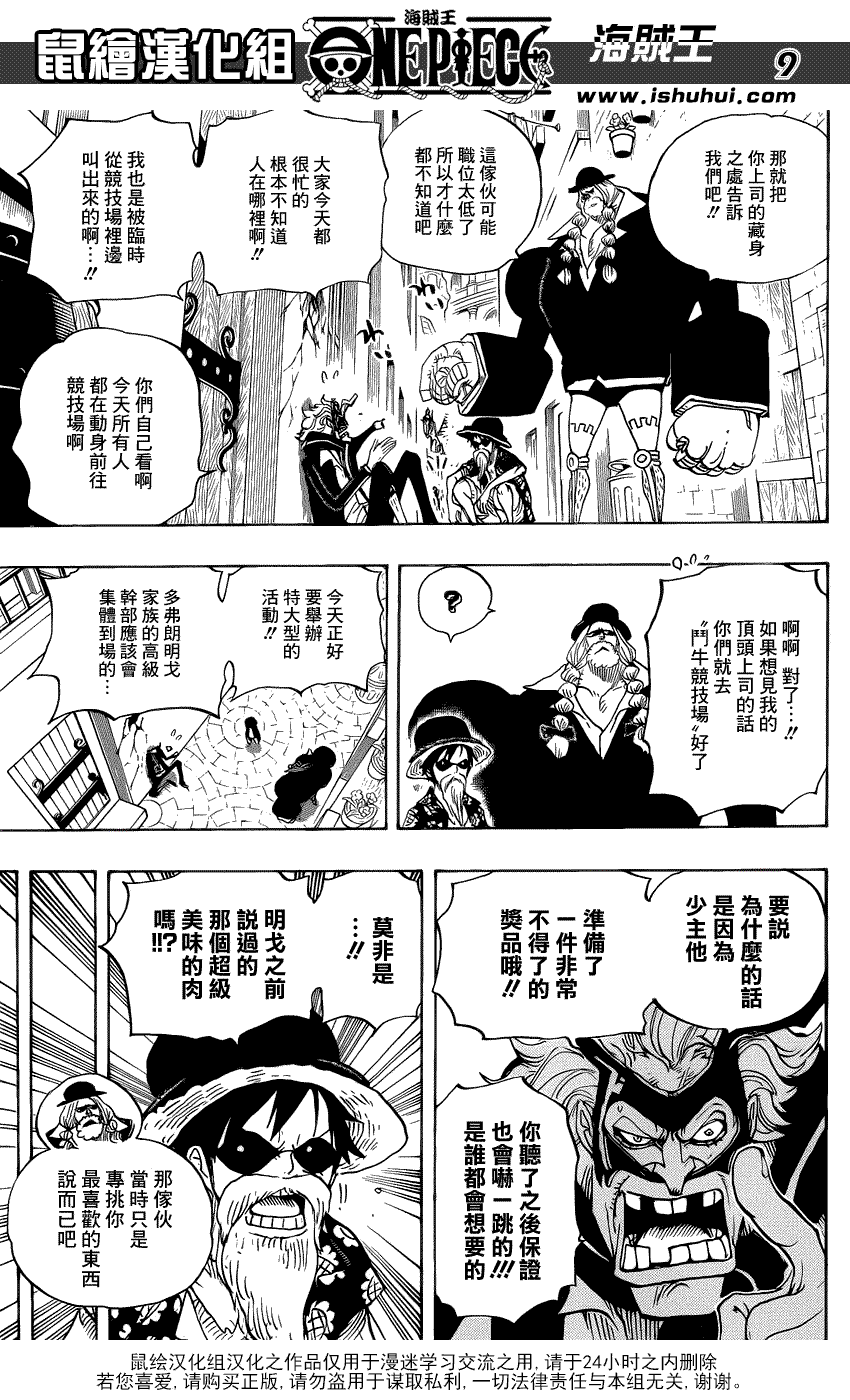 鼠繪漢化組
海賊王
ONE PIECE
海賊王
9
www.ishuhui.com
那就把
你上司的藏身
之處告訴
我們吧!!
這傢伙可能
職位太低了
所以才什麼
都不知道吧
大家今天都
很忙的
根本不知道
人在哪裡啊!!
我也是被臨時
從競技場裡邊
叫出來的啊…!!
你們自己看啊
今天所有人
都在動身前往
競技場啊
啊啊 對了…!!
如果想見我的
頂頭上司的話
你們就去
“鬥牛競技場”好了
?
今天正好
要舉辦
特大型的
活動!!
多弗朗明戈
家族的高級
幹部應該會
集體到場的…
要說
為什麼的話
是因為
少主他
準備了
一件非常
不得了的
獎品哦!!
你聽了之後保證
也會嚇一跳的!!!
是誰都會想要的
莫非是
…!!
明戈之前
說過的
那個超級
美味的肉
嗎!!?
那傢伙
當時只是
專挑你
最喜歡的東西
說而已吧
鼠绘汉化组汉化之作品仅用于漫迷学习交流之用, 请于24小时之内删除
若您喜爱, 请购买正版, 请勿盗用于谋取私利, 一切法律责任与本组无关, 谢谢。